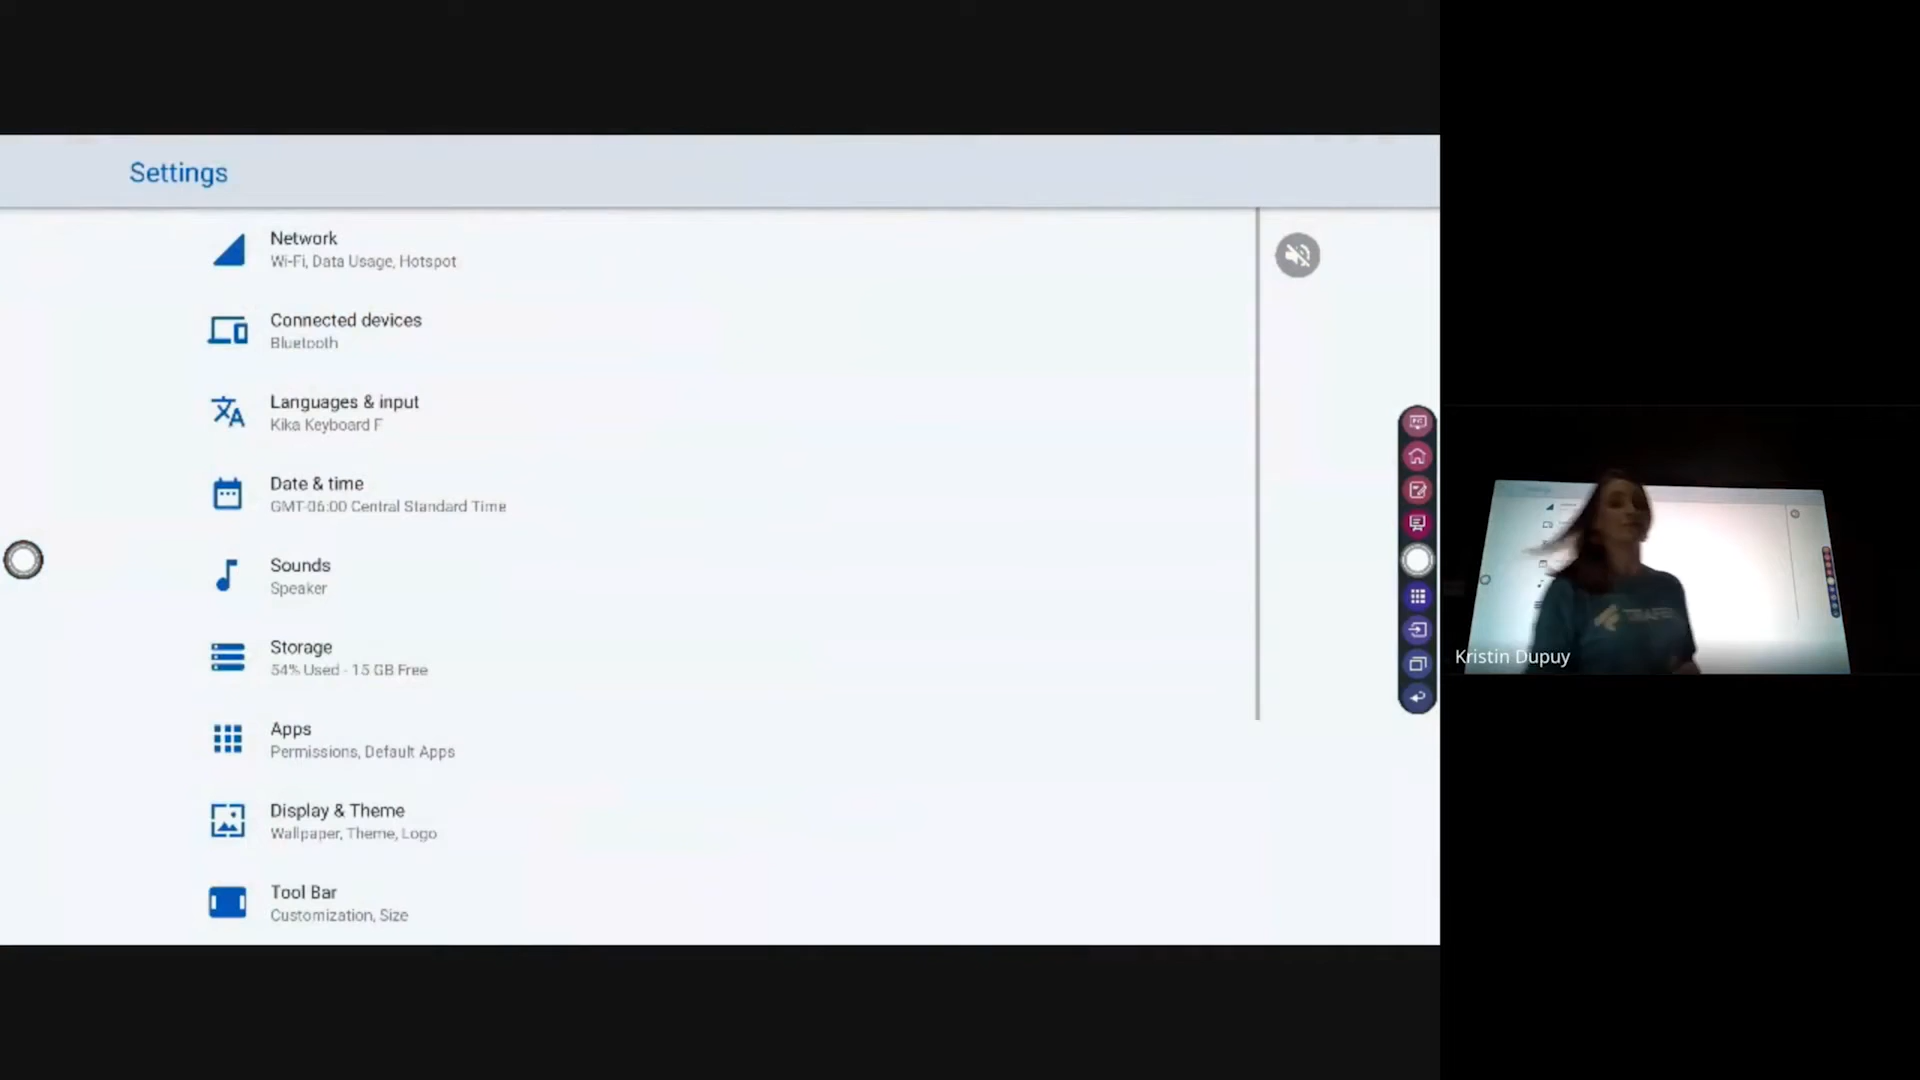 Settings
Network
Wi-Fi, Data Usage, Hotspot
Connected devices
Bluetooth
Languages & input
Kika Keyboard F
Date & time
GMT-06:00 Central Standard Time
Sounds
Speaker
Storage
54% Used - 15 GB Free
Apps
Permissions, Default Apps
Display & Theme
Wallpaper, Theme, Logo
Tool Bar
Customization, Size
Kristin Dupuy